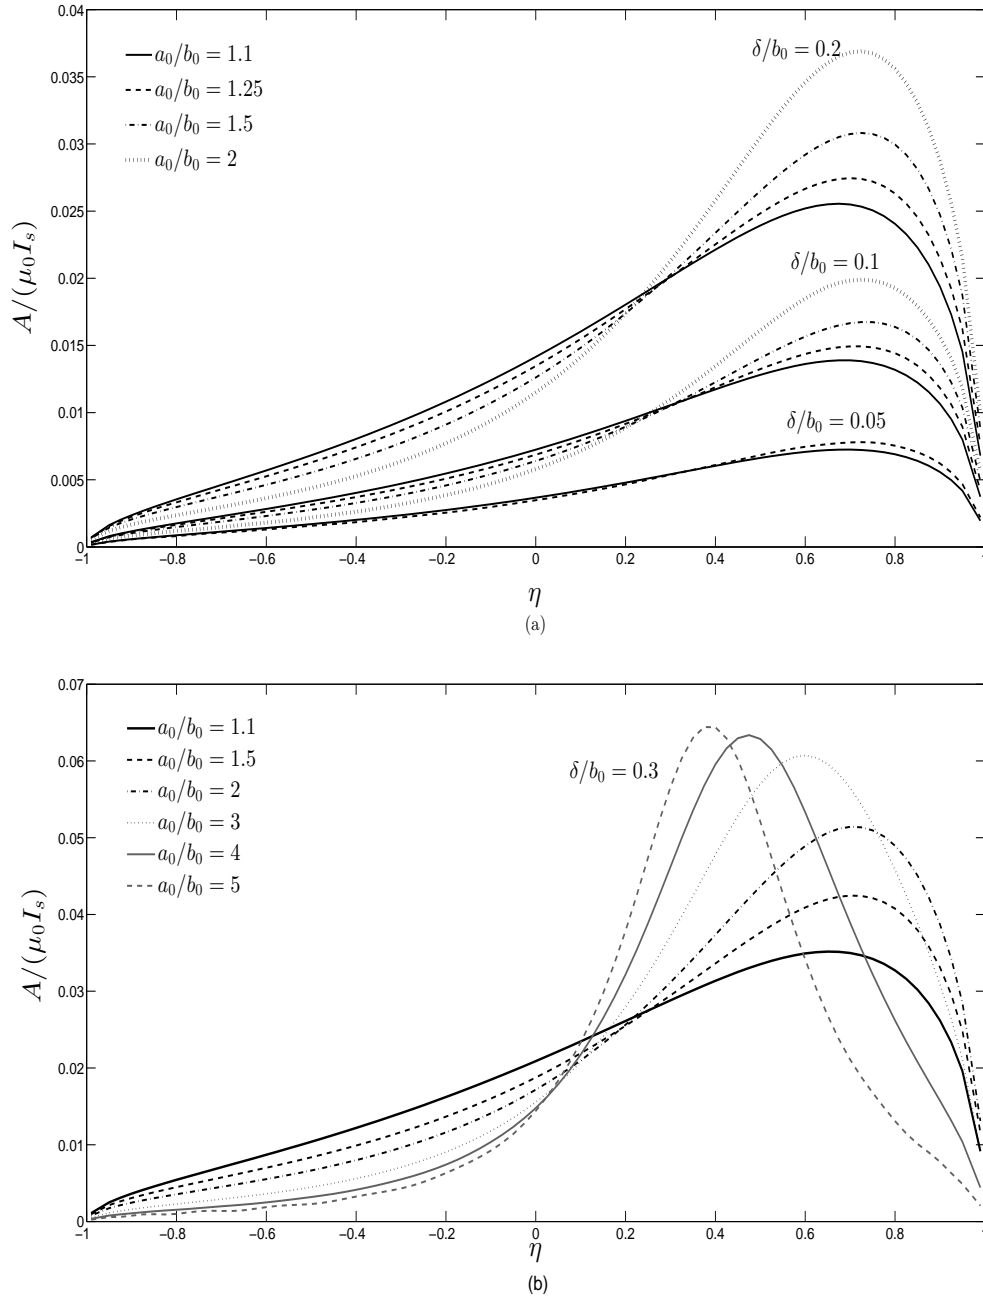 0.04
δ/b₀ = 0.2
a₀/b₀ = 1.1
0.035
a₀/b₀ = 1.25
a₀/b₀ = 1.5
0.03
a₀/b₀ = 2
0.025
δ/b₀ = 0.1
A/(μ₀Iₛ)
0.02
0.015
0.01
δ/b₀ = 0.05
0.005
0
−1 −0.8 −0.6 −0.4 −0.2 0 0.2 0.4 0.6 0.8 1
η
(a)
0.07
a₀/b₀ = 1.1
a₀/b₀ = 1.5
0.06
δ/b₀ = 0.3
a₀/b₀ = 2
a₀/b₀ = 3
0.05
a₀/b₀ = 4
a₀/b₀ = 5
0.04
A/(μ₀Iₛ)
0.03
0.02
0.01
0
−1 −0.8 −0.6 −0.4 −0.2 0 0.2 0.4 0.6 0.8 1
η
(b)